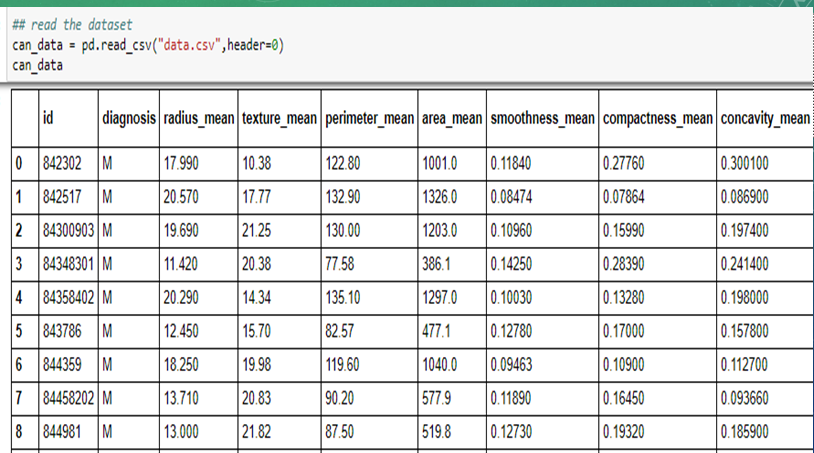 ## read the dataset
can_data = pd.read_csv("data.csv",header=0)
can_data
id diagnosis radius_mean texture_mean perimeter_mean area_mean smoothness_mean compactness_mean concavity_mean
0 842302 M 17.990 10.38 122.80 1001.0 0.11840 0.27760 0.300100
1 842517 M 20.570 17.77 132.90 1326.0 0.08474 0.07864 0.086900
2 84300903 M 19.690 21.25 130.00 1203.0 0.10960 0.15990 0.197400
3 84348301 M 11.420 20.38 77.58 386.1 0.14250 0.28390 0.241400
4 84358402 M 20.290 14.34 135.10 1297.0 0.10030 0.13280 0.198000
5 843786 M 12.450 15.70 82.57 477.1 0.12780 0.17000 0.157800
6 844359 M 18.250 19.98 119.60 1040.0 0.09463 0.10900 0.112700
7 84458202 M 13.710 20.83 90.20 577.9 0.11890 0.16450 0.093660
8 844981 M 13.000 21.82 87.50 519.8 0.12730 0.19320 0.185900